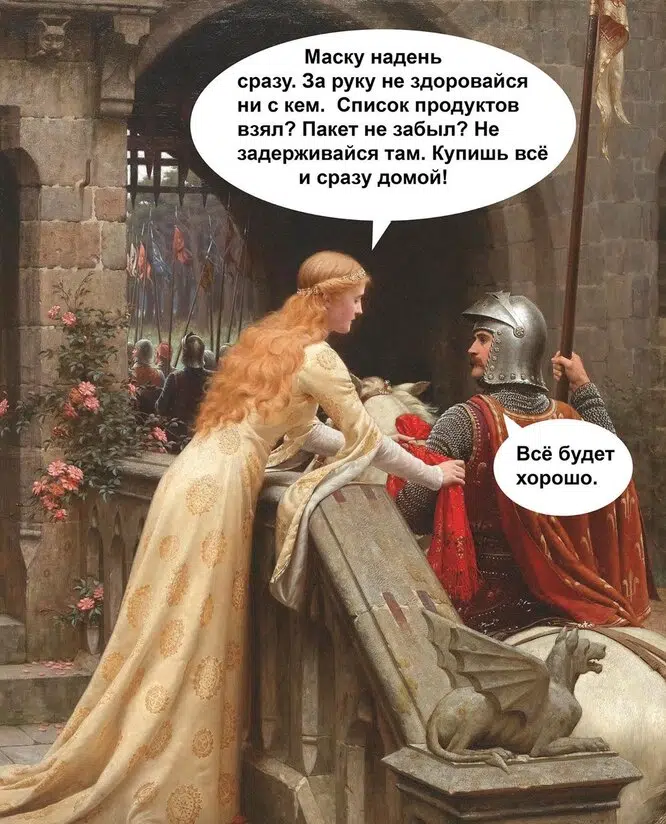 Маску надень
сразу. За руку не здоровайся
ни с кем. Список продуктов
взял? Пакет не забыл? Не
задерживайся там. Купишь всё
и сразу домой!
Всё будет
хорошо.